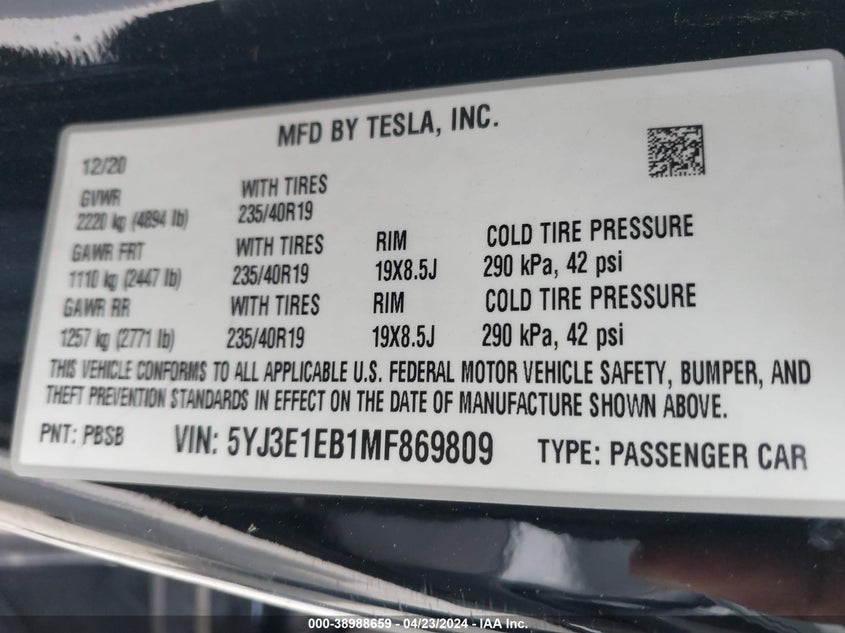 MFD BY TESLA, INC.
12/20
GVWR WITH TIRES
2220 kg (4894 lb) 235/40R19
GAWR FRT WITH TIRES RIM COLD TIRE PRESSURE
1110 kg (2447 lb) 235/40R19 19X8.5J 290 kPa, 42 psi
GAWR RR WITH TIRES RIM COLD TIRE PRESSURE
1257 kg (2771 lb) 235/40R19 19X8.5J 290 kPa, 42 psi
THIS VEHICLE CONFORMS TO ALL APPLICABLE U.S. FEDERAL MOTOR VEHICLE SAFETY, BUMPER, AND
THEFT PREVENTION STANDARDS IN EFFECT ON THE DATE OF MANUFACTURE SHOWN ABOVE.
PNT: PBSB VIN: 5YJ3E1EB1MF869809 TYPE: PASSENGER CAR
000-38988659 - 04/23/2024 - IAA Inc.